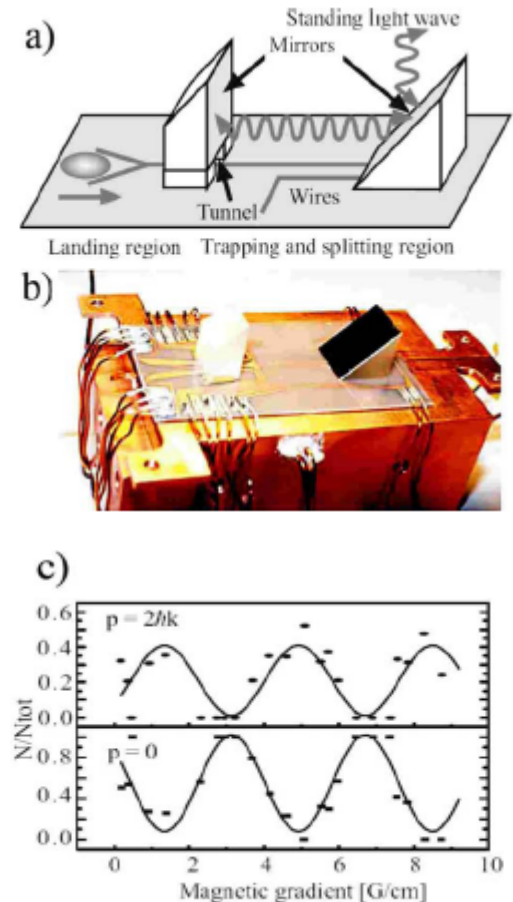 a)
Standing light wave
Mirrors
Tunnel
Wires
Landing region
Trapping and splitting region
b)
c)
0.6
p = 2ħk
0.4
0.2
0.0
N/Ntot
p = 0
0.8
0.4
0.0
0 2 4 6 8 10
Magnetic gradient [G/cm]